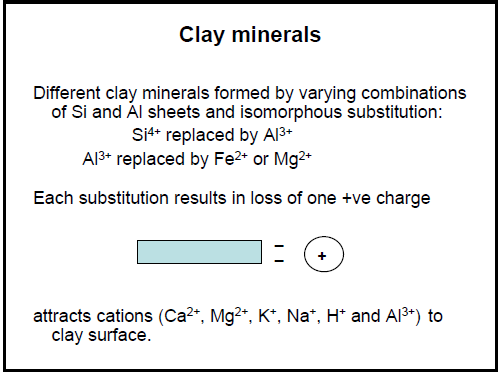 Clay minerals
Different clay minerals formed by varying combinations
of Si and Al sheets and isomorphous substitution:
Si⁴⁺ replaced by Al³⁺
Al³⁺ replaced by Fe²⁺ or Mg²⁺
Each substitution results in loss of one +ve charge
– +
–
attracts cations (Ca²⁺, Mg²⁺, K⁺, Na⁺, H⁺ and Al³⁺) to
clay surface.